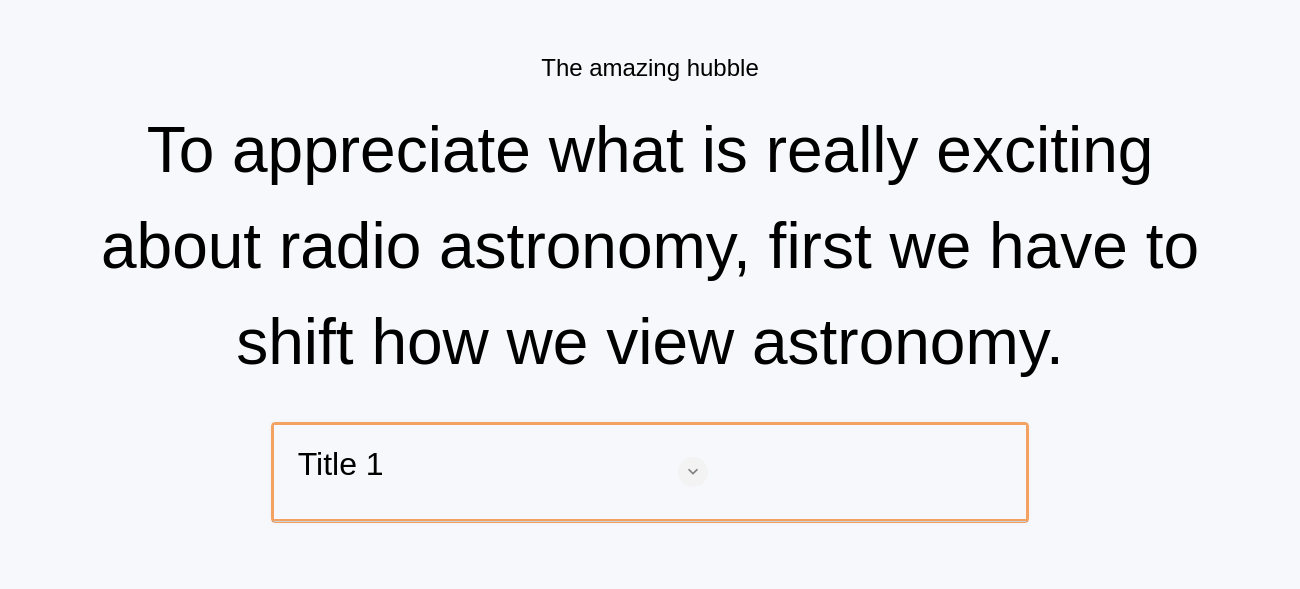 The amazing hubble
To appreciate what is really exciting
about radio astronomy, first we have to
shift how we view astronomy.
Title 1